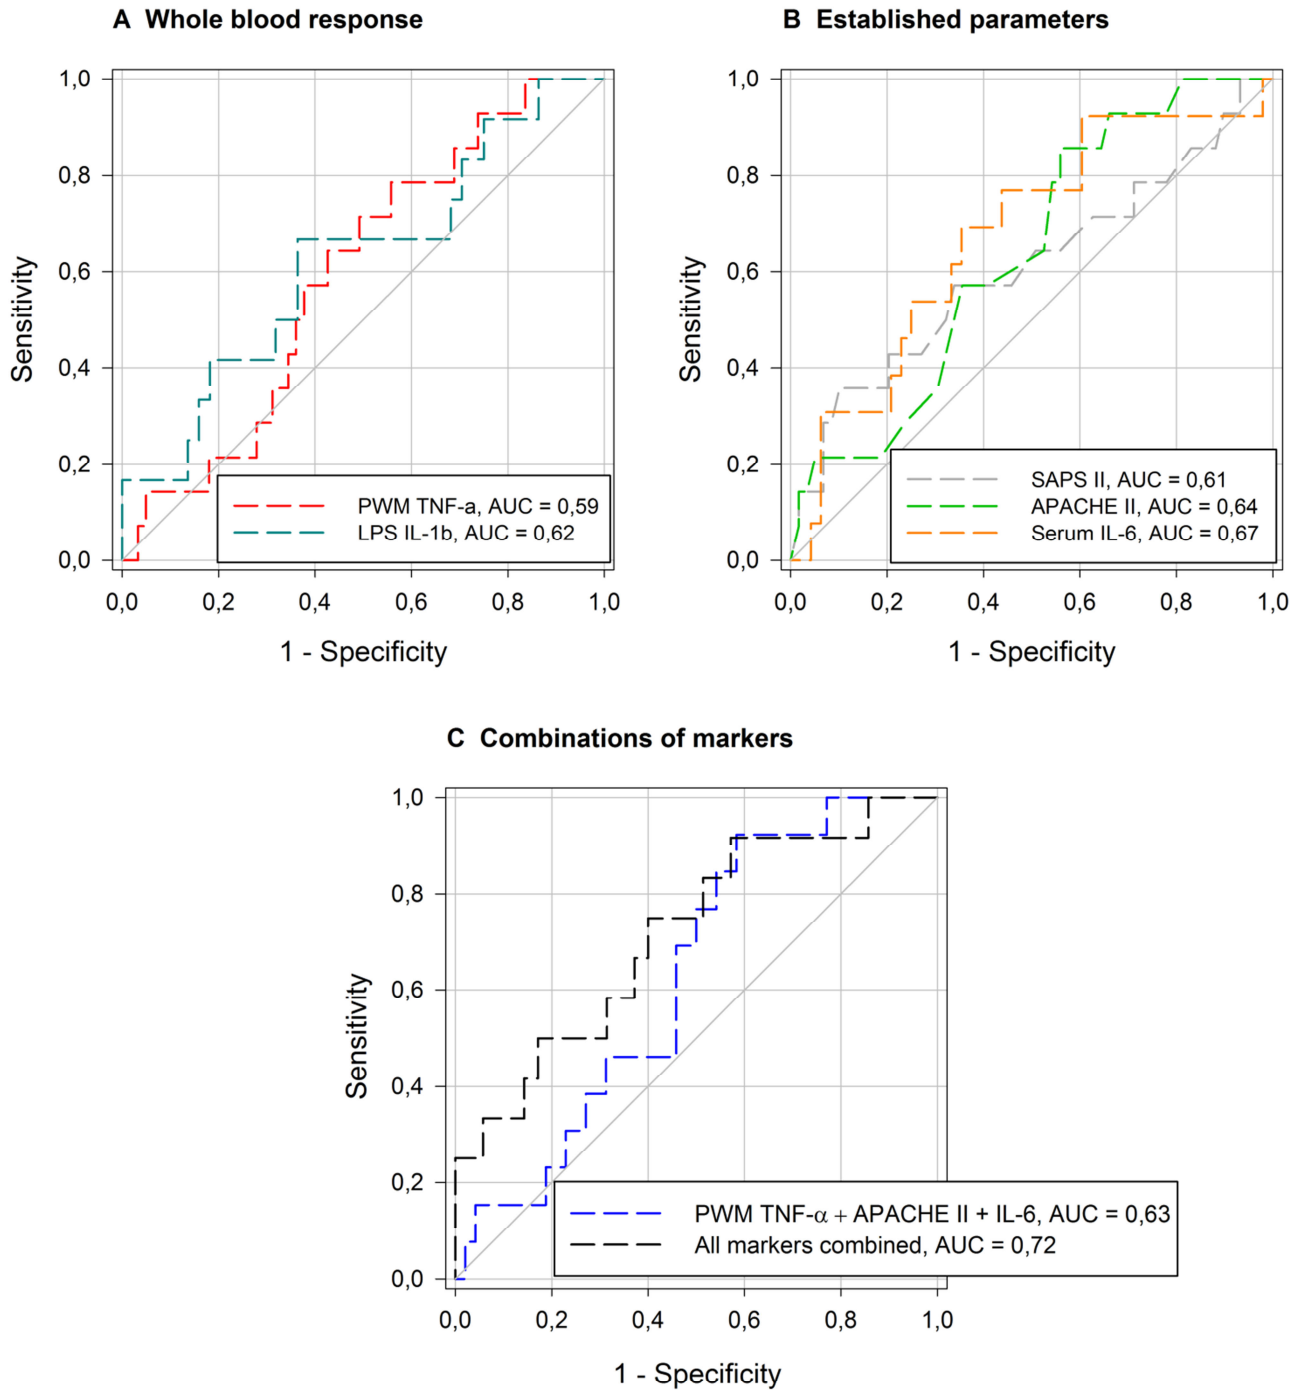 A Whole blood response
1,0
0,8
0,6
0,4
0,2
0,0
Sensitivity
PWM TNF-a, AUC = 0,59
LPS IL-1b, AUC = 0,62
0,0 0,2 0,4 0,6 0,8 1,0
1 - Specificity
B Established parameters
1,0
0,8
0,6
0,4
0,2
0,0
Sensitivity
SAPS II, AUC = 0,61
APACHE II, AUC = 0,64
Serum IL-6, AUC = 0,67
0,0 0,2 0,4 0,6 0,8 1,0
1 - Specificity
C Combinations of markers
1,0
0,8
0,6
0,4
0,2
0,0
Sensitivity
PWM TNF-α + APACHE II + IL-6, AUC = 0,63
All markers combined, AUC = 0,72
0,0 0,2 0,4 0,6 0,8 1,0
1 - Specificity